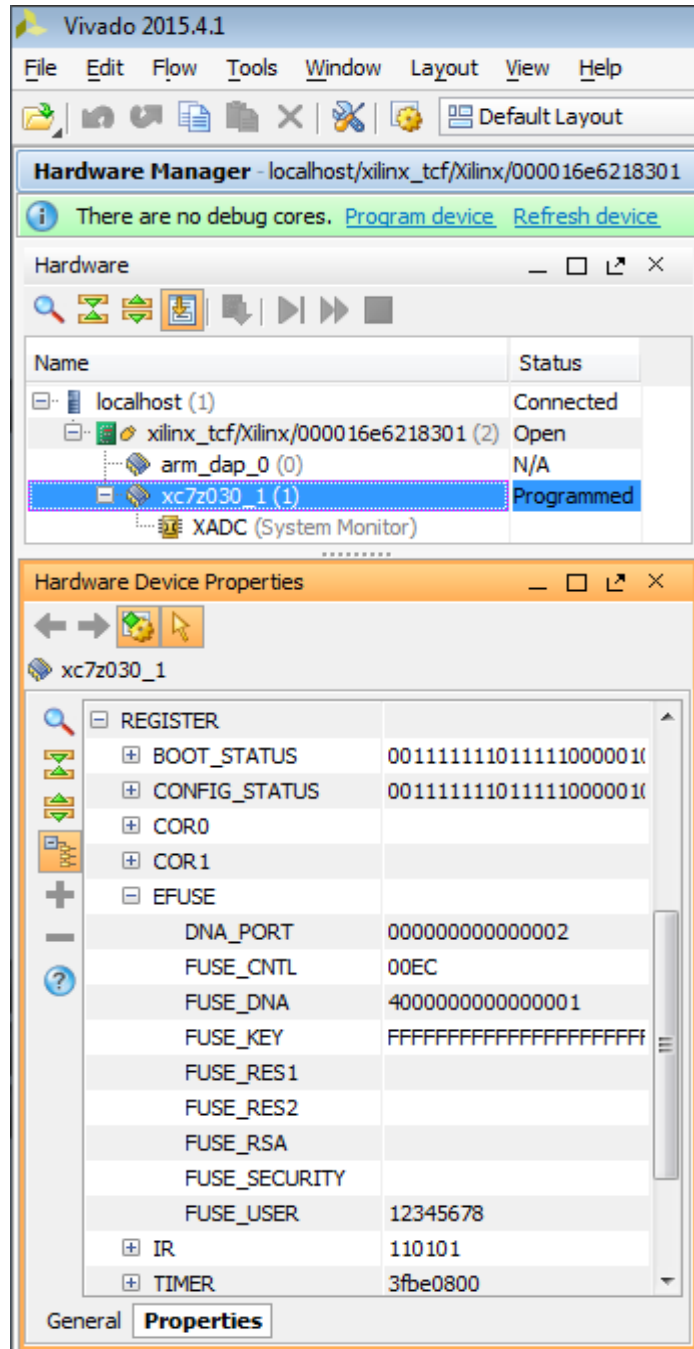 Vivado 2015.4.1
File Edit Flow Tools Window Layout View Help
Default Layout
Hardware Manager - localhost/xilinx_tcf/Xilinx/000016e6218301
There are no debug cores. Program device Refresh device
Hardware
Name Status
localhost (1) Connected
xilinx_tcf/Xilinx/000016e6218301 (2) Open
arm_dap_0 (0) N/A
xc7z030_1 (1) Programmed
XADC (System Monitor)
Hardware Device Properties
xc7z030_1
REGISTER
BOOT_STATUS
CONFIG_STATUS
COR0
COR1
EFUSE
DNA_PORT 000000000000002
FUSE_CNTL 00EC
FUSE_DNA 4000000000000001
FUSE_KEY
FUSE_RES1
FUSE_RES2
FUSE_RSA
FUSE_SECURITY
FUSE_USER 12345678
IR 110101
TIMER 3fbe0800
General Properties